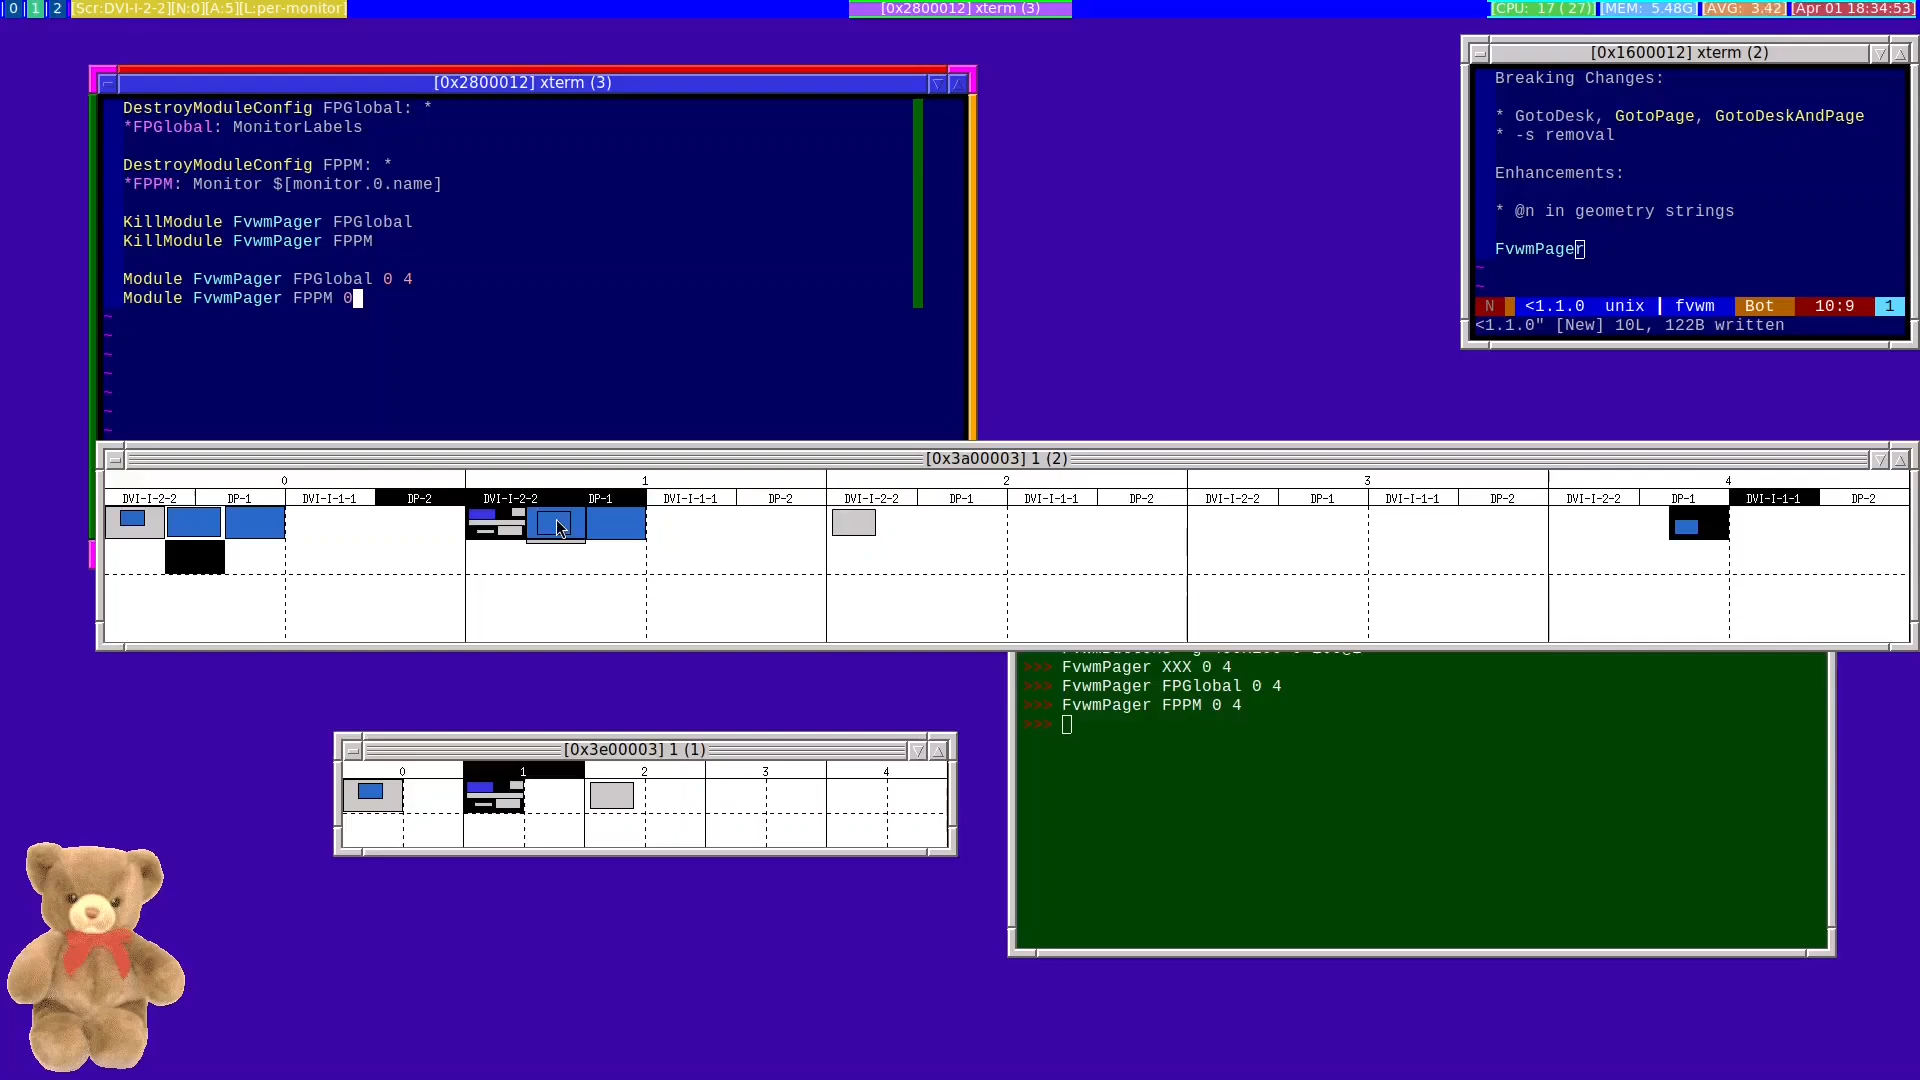 0 1 2 [Scr:DVI-I-2-2][N:0][A:5][L:per-monitor]
[0x2800012] xterm (3)
[CPU: 17 ( 27)] [MEM: 5.48G] [AVG: 3.42] [Apr 01 18:34:53]
[0x2800012] xterm (3)
DestroyModuleConfig FPGlobal: *
*FPGlobal: MonitorLabels
DestroyModuleConfig FPPM: *
*FPPM: Monitor $[monitor.0.name]
KillModule FvwmPager FPGlobal
KillModule FvwmPager FPPM
Module FvwmPager FPGlobal 0 4
Module FvwmPager FPPM 0
~
~
~
~
~
~
~
[0x1600012] xterm (2)
Breaking Changes:
* GotoDesk, GotoPage, GotoDeskAndPage
* -s removal
Enhancements:
* @n in geometry strings
FvwmPager
~
~
N <1.1.0 unix | fvwm Bot 10:9 1
<1.1.0" [New] 10L, 122B written
[0x3a00003] 1 (2)
0 1 2 3 4
DVI-I-2-2 DP-1 DVI-I-1-1 DP-2 DVI-I-2-2 DP-1 DVI-I-1-1 DP-2 DVI-I-2-2 DP-1 DVI-I-1-1 DP-2 DVI-I-2-2 DP-1 DVI-I-1-1 DP-2 DVI-I-2-2 DP-1 DVI-I-1-1 DP-2
>>> FvwmPager XXX 0 4
>>> FvwmPager FPGlobal 0 4
>>> FvwmPager FPPM 0 4
>>>
[0x3e00003] 1 (1)
0 1 2 3 4